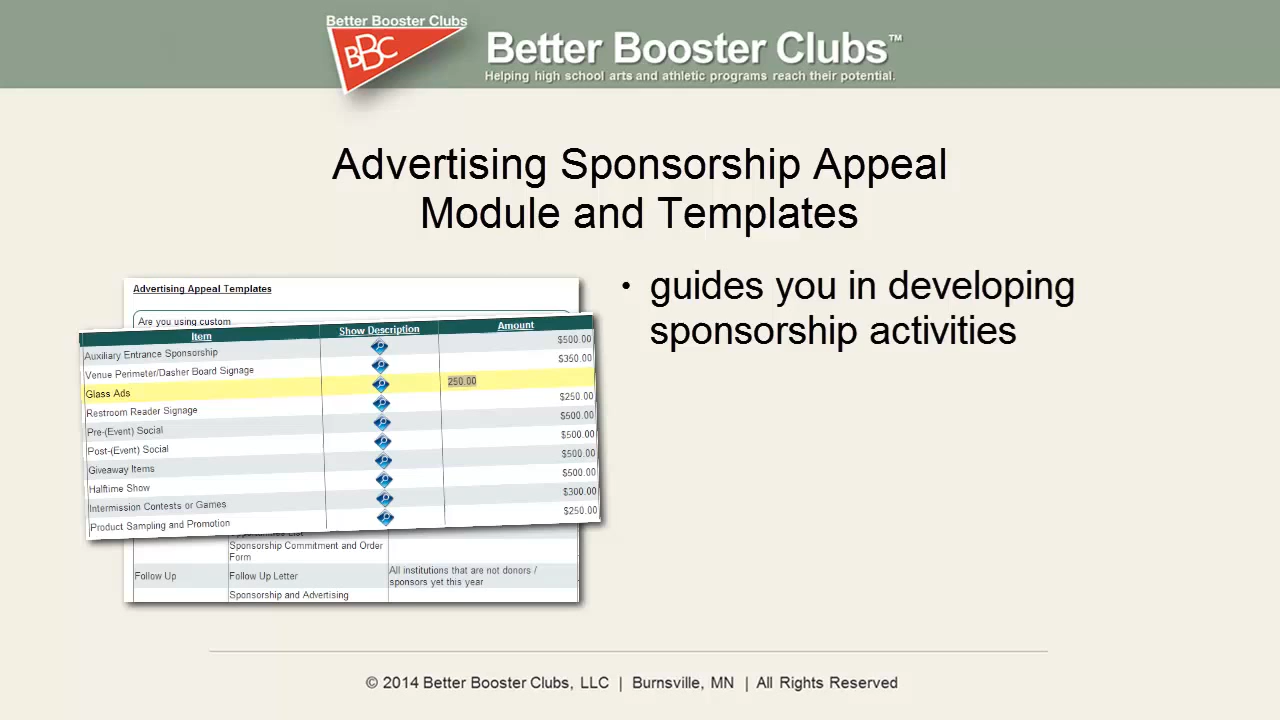 Better Booster Clubs
BBC
Better Booster Clubs™
Helping high school arts and athletic programs reach their potential.
Advertising Sponsorship Appeal
Module and Templates
• guides you in developing
sponsorship activities
Advertising Appeal Templates
Are you using custom
Item Show Description Amount
Auxiliary Entrance Sponsorship $500.00
Venue Perimeter/Dasher Board Signage $350.00
Glass Ads 250.00
Restroom Reader Signage $250.00
Pre-(Event) Social $500.00
Post-(Event) Social $500.00
Giveaway Items $500.00
Halftime Show $500.00
Intermission Contests or Games $300.00
Product Sampling and Promotion $250.00
Sponsorship Commitment and Order
Form
Follow Up Follow Up Letter All institutions that are not donors /
sponsors yet this year
Sponsorship and Advertising
© 2014 Better Booster Clubs, LLC | Burnsville, MN | All Rights Reserved